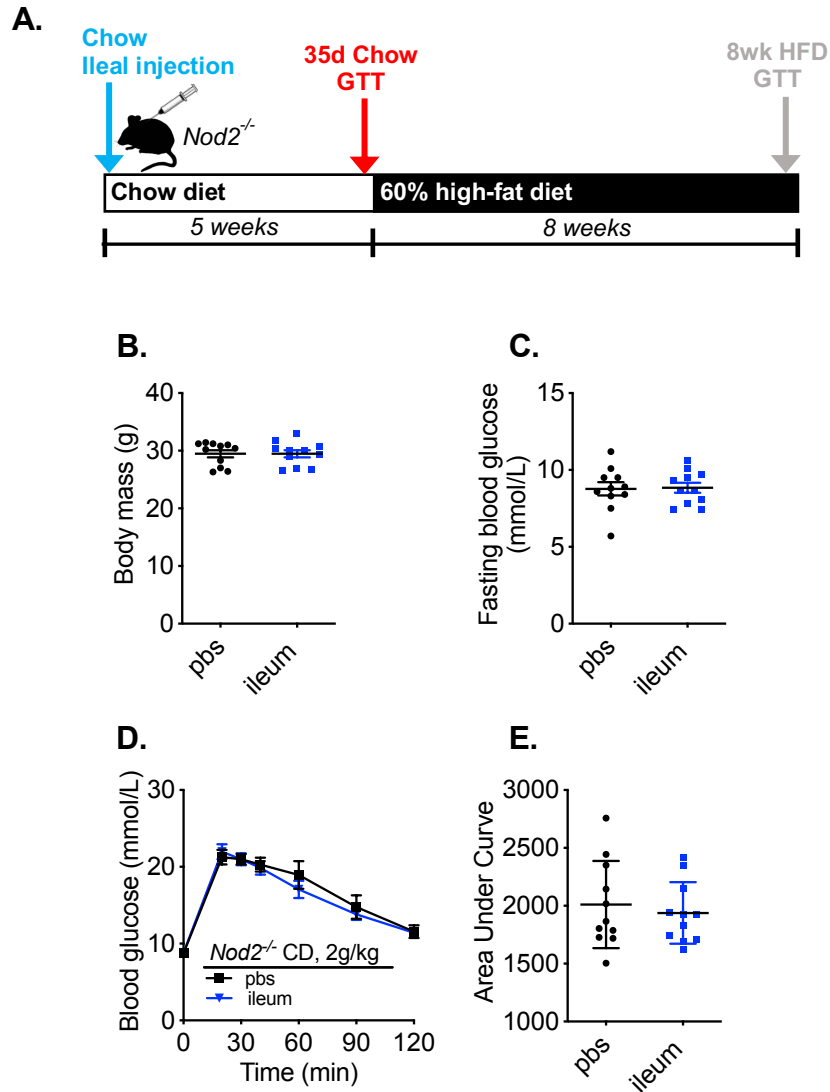 A.
Chow
Ileal injection
35d Chow
GTT
8wk HFD
GTT
Nod2-/-
Chow diet
60% high-fat diet
5 weeks
8 weeks
B.
Body mass (g)
40
30
20
10
0
pbs
ileum
C.
Fasting blood glucose
(mmol/L)
15
10
5
0
pbs
ileum
D.
Blood glucose (mmol/L)
30
20
10
0
Nod2-/- CD, 2g/kg
pbs
ileum
0 30 60 90 120
Time (min)
E.
Area Under Curve
3000
2500
2000
1500
1000
pbs
ileum